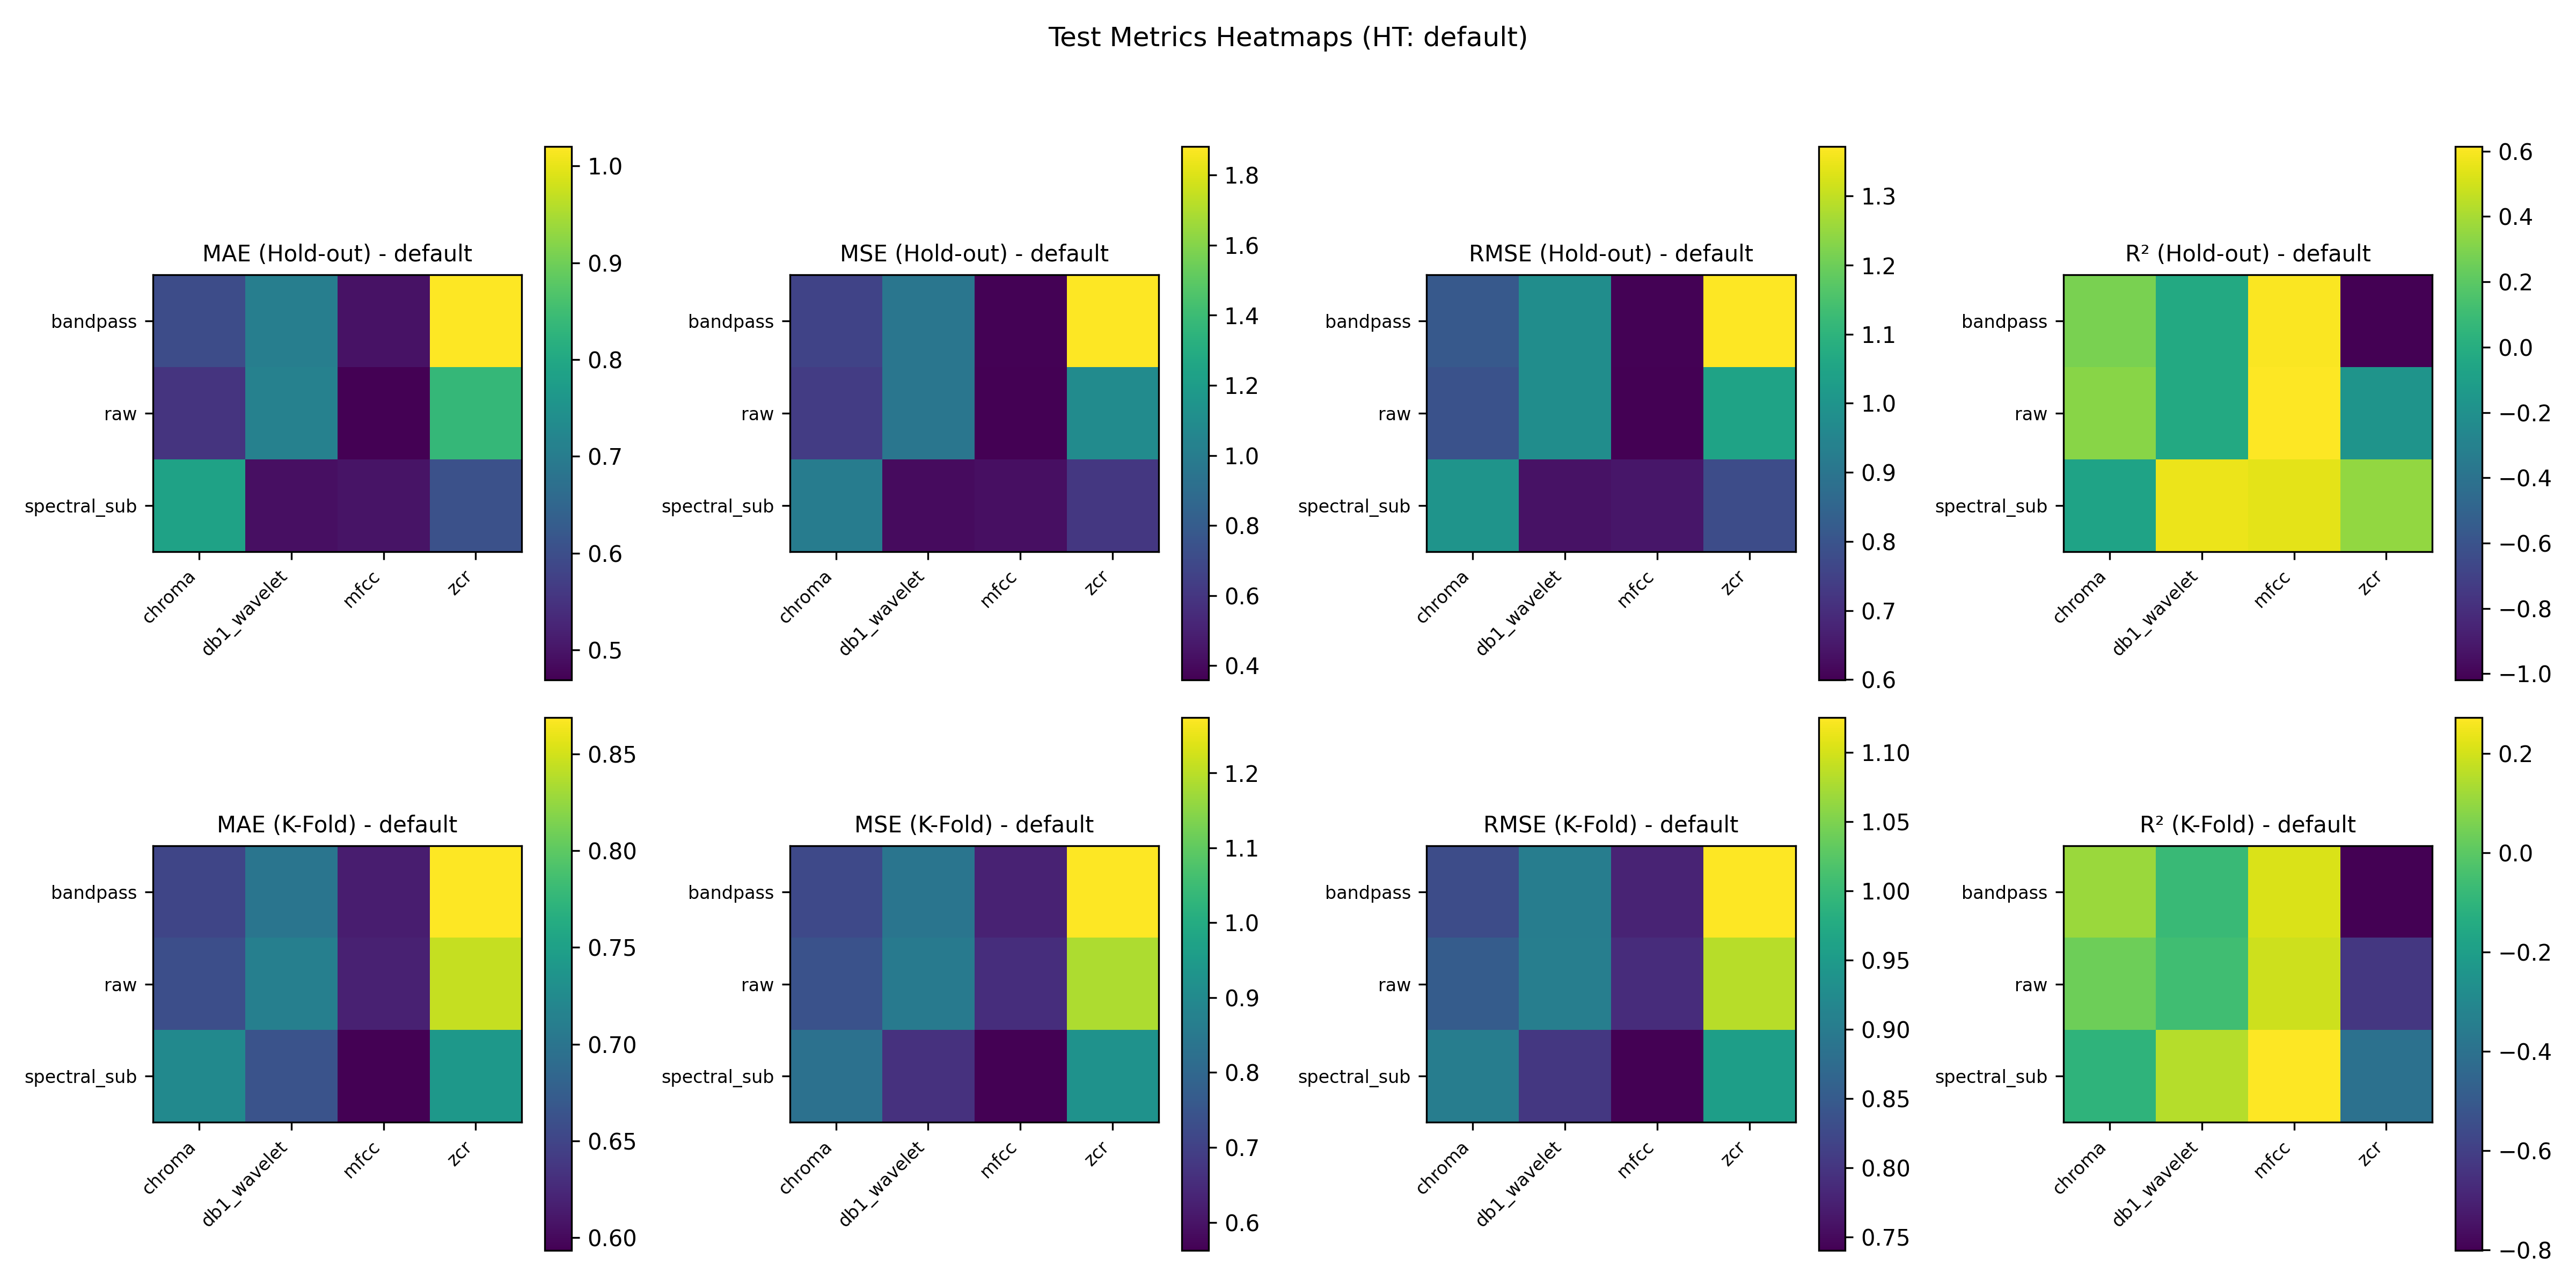 Test Metrics Heatmaps (HT: default)
MAE (Hold-out) - default
bandpass
raw
spectral_sub
chroma
db1_wavelet
mfcc
zcr
1.0
0.9
0.8
0.7
0.6
0.5
MSE (Hold-out) - default
bandpass
raw
spectral_sub
chroma
db1_wavelet
mfcc
zcr
1.8
1.6
1.4
1.2
1.0
0.8
0.6
0.4
RMSE (Hold-out) - default
bandpass
raw
spectral_sub
chroma
db1_wavelet
mfcc
zcr
1.3
1.2
1.1
1.0
0.9
0.8
0.7
0.6
R² (Hold-out) - default
bandpass
raw
spectral_sub
chroma
db1_wavelet
mfcc
zcr
0.6
0.4
0.2
0.0
−0.2
−0.4
−0.6
−0.8
−1.0
MAE (K-Fold) - default
bandpass
raw
spectral_sub
chroma
db1_wavelet
mfcc
zcr
0.85
0.80
0.75
0.70
0.65
0.60
MSE (K-Fold) - default
bandpass
raw
spectral_sub
chroma
db1_wavelet
mfcc
zcr
1.2
1.1
1.0
0.9
0.8
0.7
0.6
RMSE (K-Fold) - default
bandpass
raw
spectral_sub
chroma
db1_wavelet
mfcc
zcr
1.10
1.05
1.00
0.95
0.90
0.85
0.80
0.75
R² (K-Fold) - default
bandpass
raw
spectral_sub
chroma
db1_wavelet
mfcc
zcr
0.2
0.0
−0.2
−0.4
−0.6
−0.8